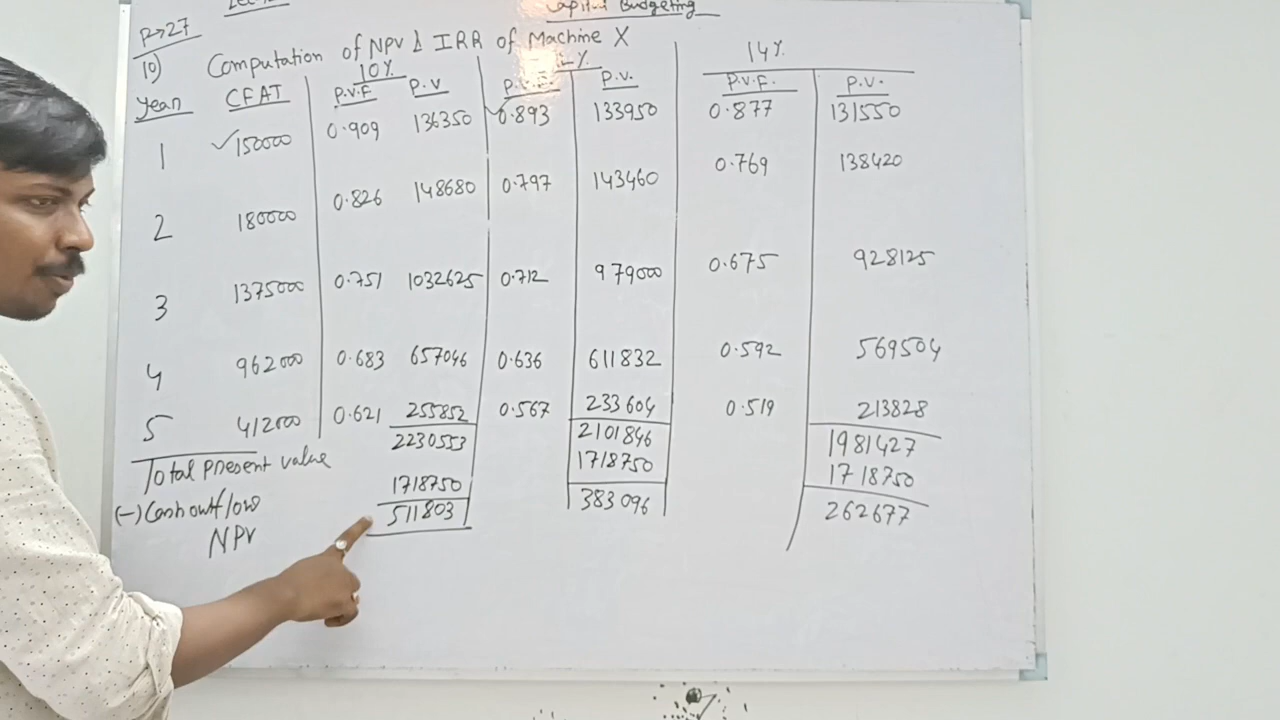 Capital Budgeting
P→27
10) Computation of NPV & IRR of Machine X
10% 12% 14%
Year CFAT P.V.F P.V P.V.F. P.V. P.V.F. P.V.
1 150000 0.909 136350 0.893 133950 0.877 131550
2 180000 0.826 148680 0.797 143460 0.769 138420
3 1375000 0.751 1032625 0.712 979000 0.675 928125
4 962000 0.683 657046 0.636 611832 0.592 569504
5 412000 0.621 255852 0.567 233604 0.519 213828
Total present value 2230553 2101846 1981427
(-) Cash outflow 1718750 1718750 1718750
NPV 511803 383096 262677